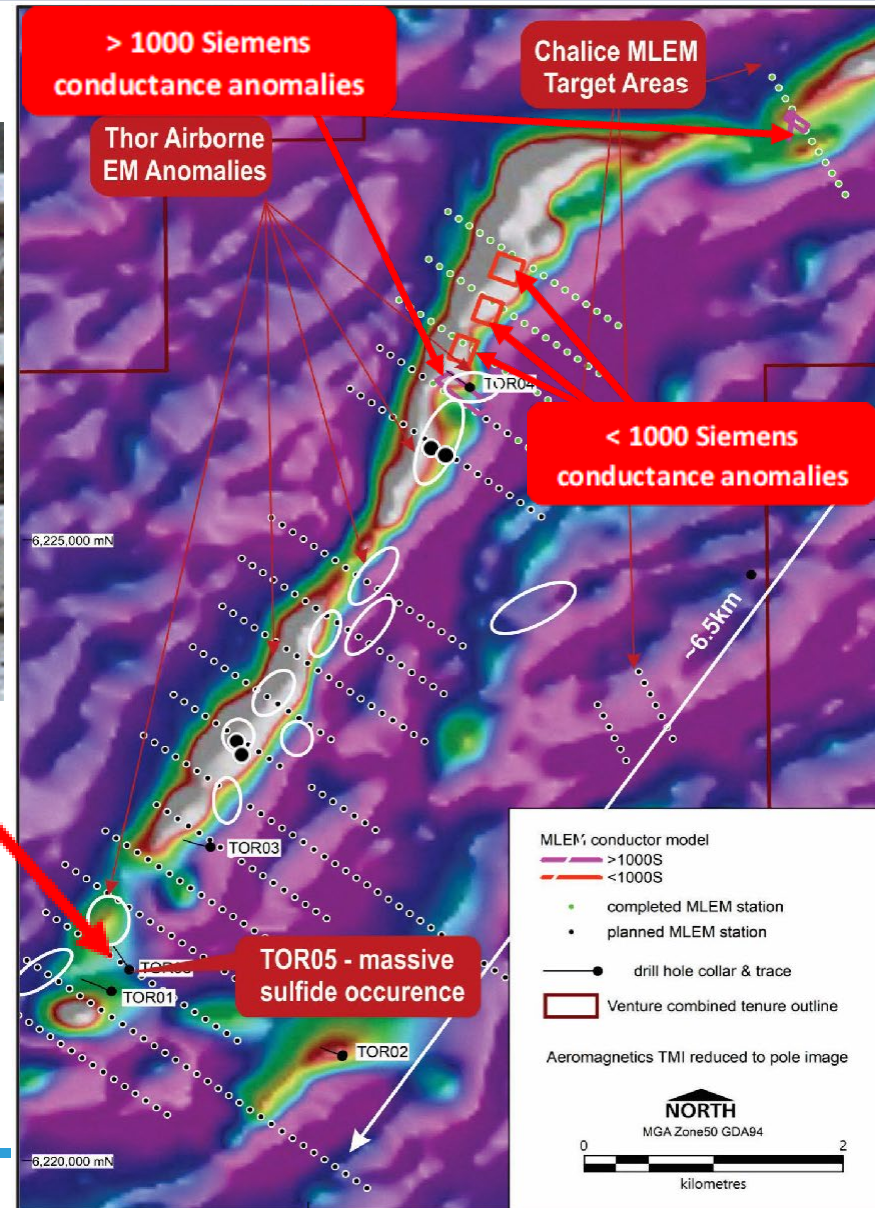 > 1000 Siemens
conductance anomalies
Chalice MLEM
Target Areas
Thor Airborne
EM Anomalies
TOR04
< 1000 Siemens
conductance anomalies
6,225,000 mN
~6.5km
TOR03
TOR05 - massive
sulfide occurence
TOR01
TOR02
6,220,000 mN
MLEM conductor model
>1000S
<1000S
completed MLEM station
planned MLEM station
drill hole collar & trace
Venture combined tenure outline
Aeromagnetics TMI reduced to pole image
NORTH
MGA Zone50 GDA94
0 2
kilometres